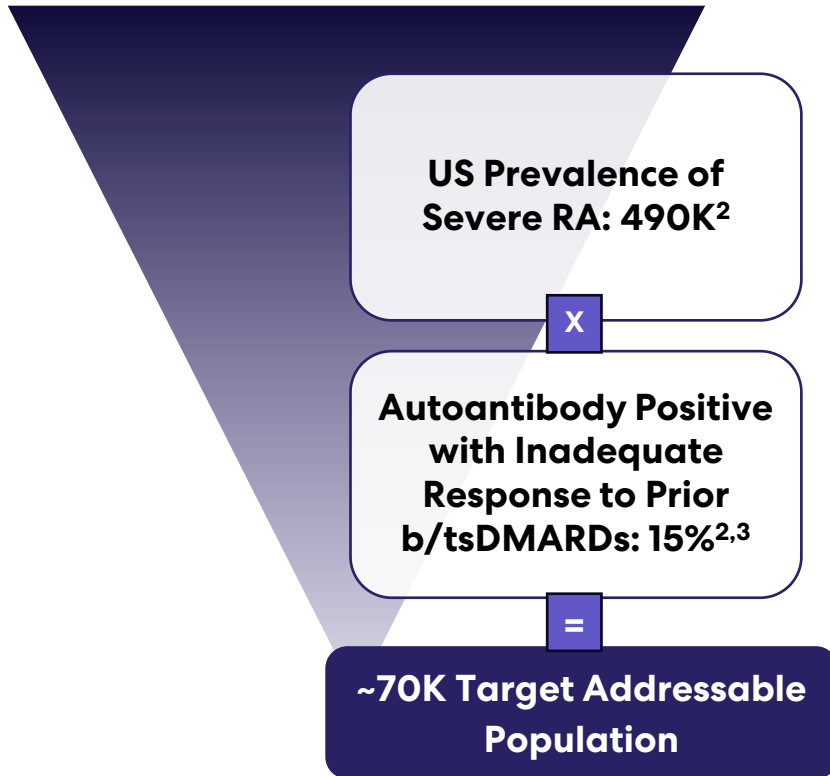 US Prevalence of
Severe RA: 490K²
X
Autoantibody Positive
with Inadequate
Response to Prior
b/tsDMARDs: 15%²,³
=
~70K Target Addressable
Population